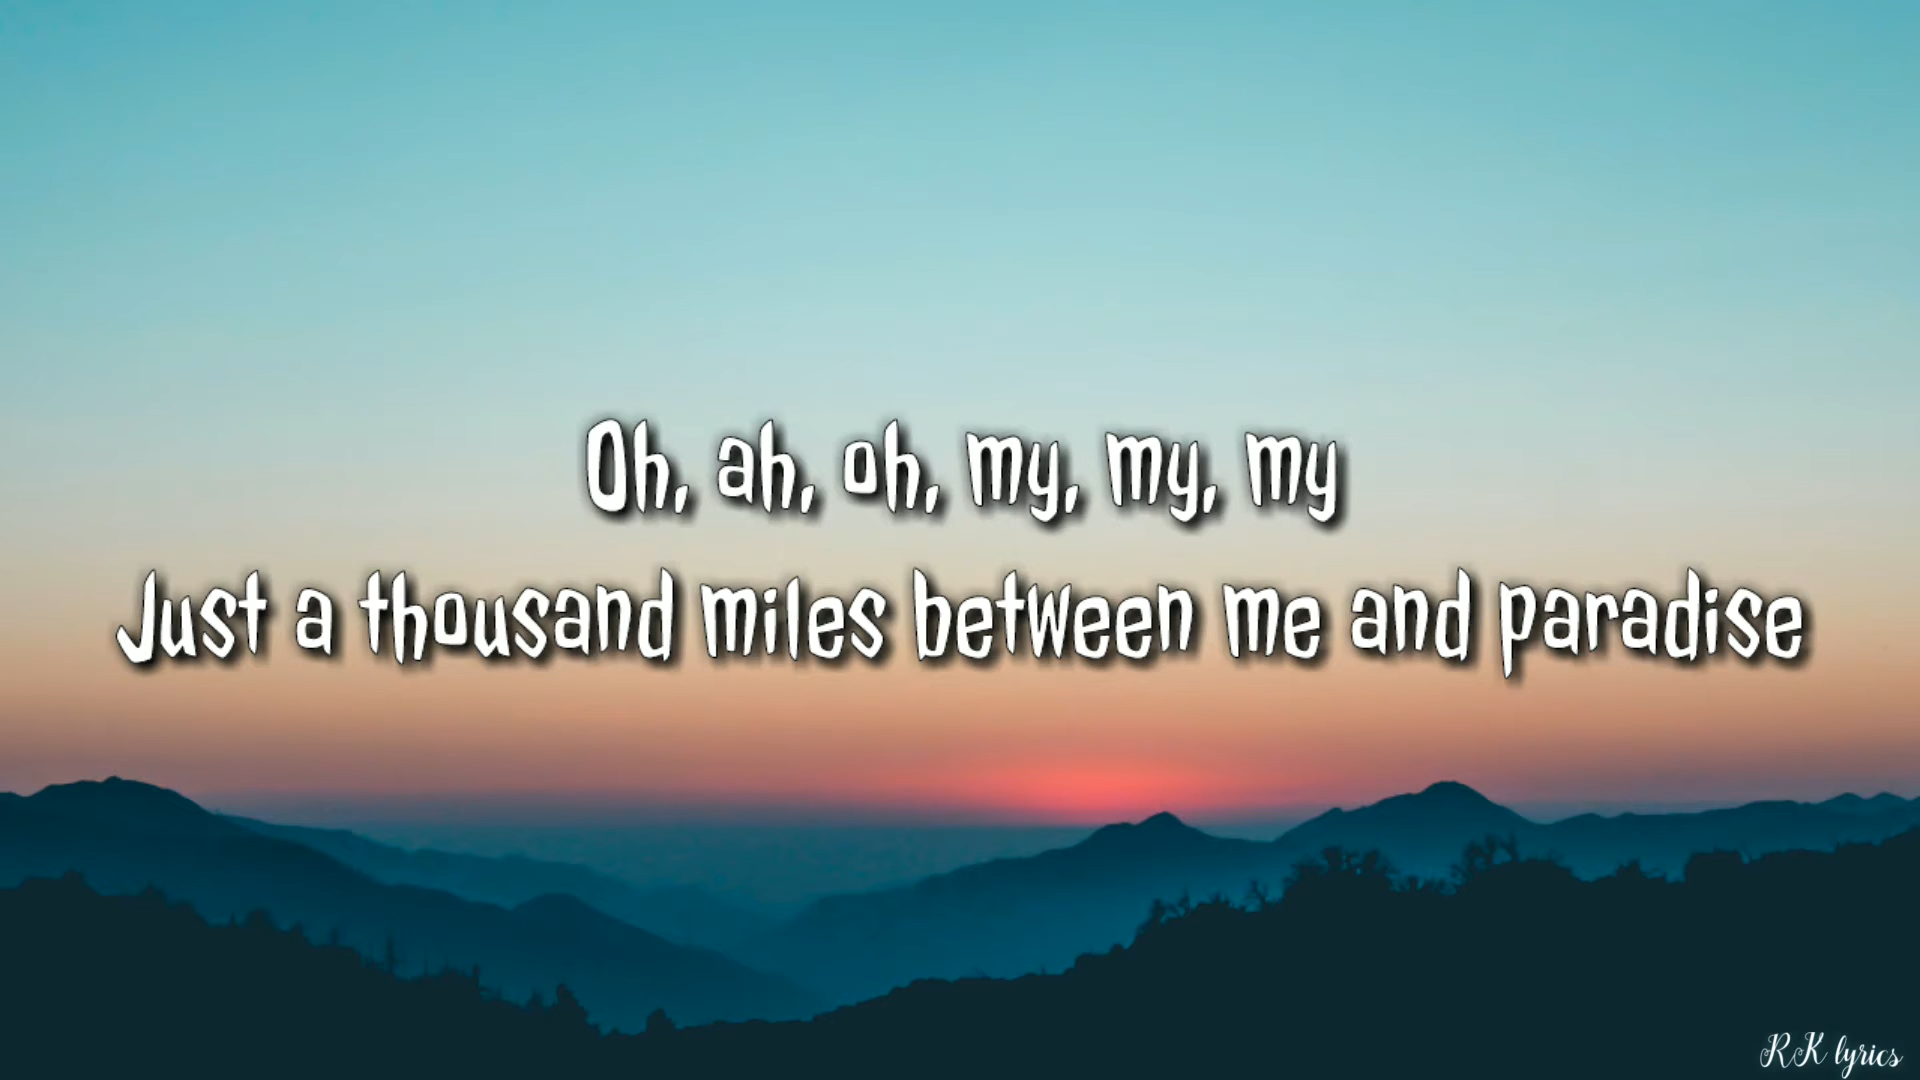 Oh, ah, oh, my, my, my
Just a thousand miles between me and paradise
RK lyrics